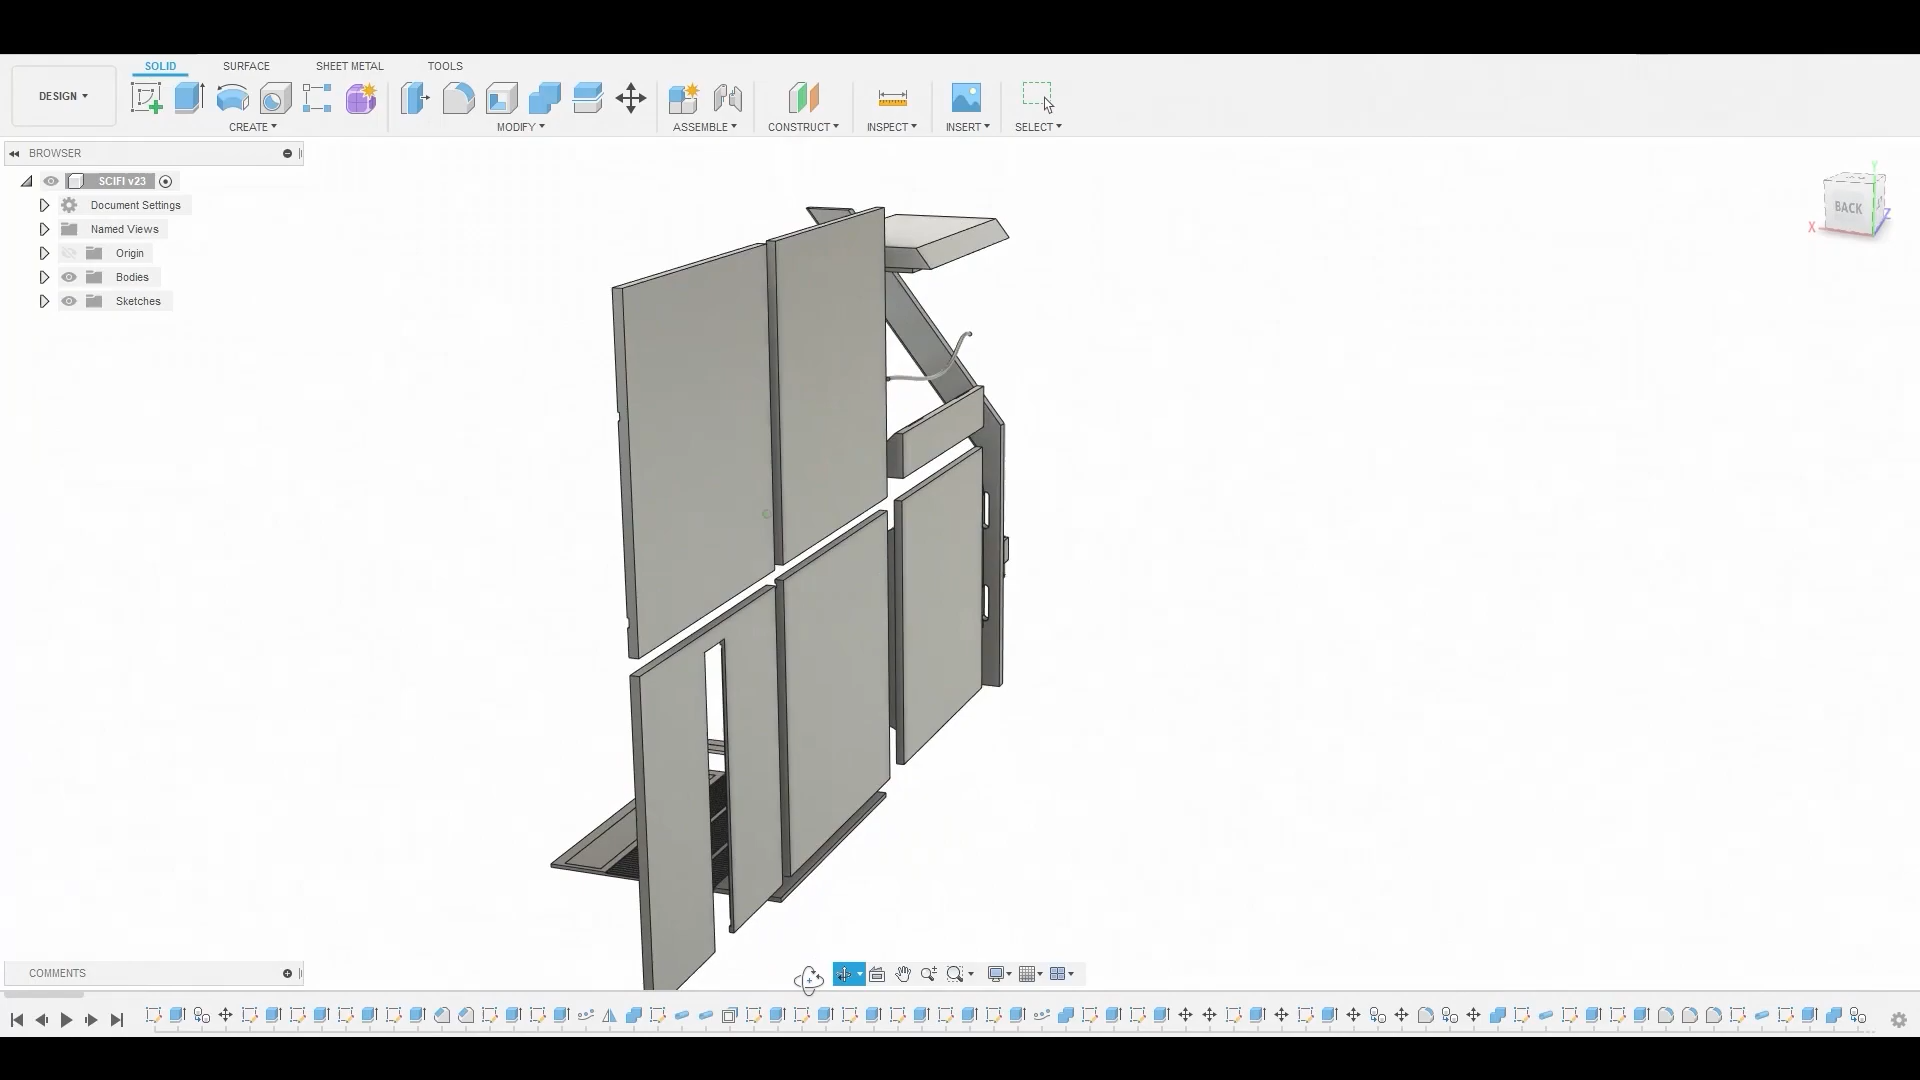 SOLID SURFACE SHEET METAL TOOLS
DESIGN
CREATE MODIFY ASSEMBLE CONSTRUCT INSPECT INSERT SELECT
BROWSER
SCIFI v23
Document Settings
Named Views
Origin
Bodies
Sketches
Y
BACK
X
Z
COMMENTS